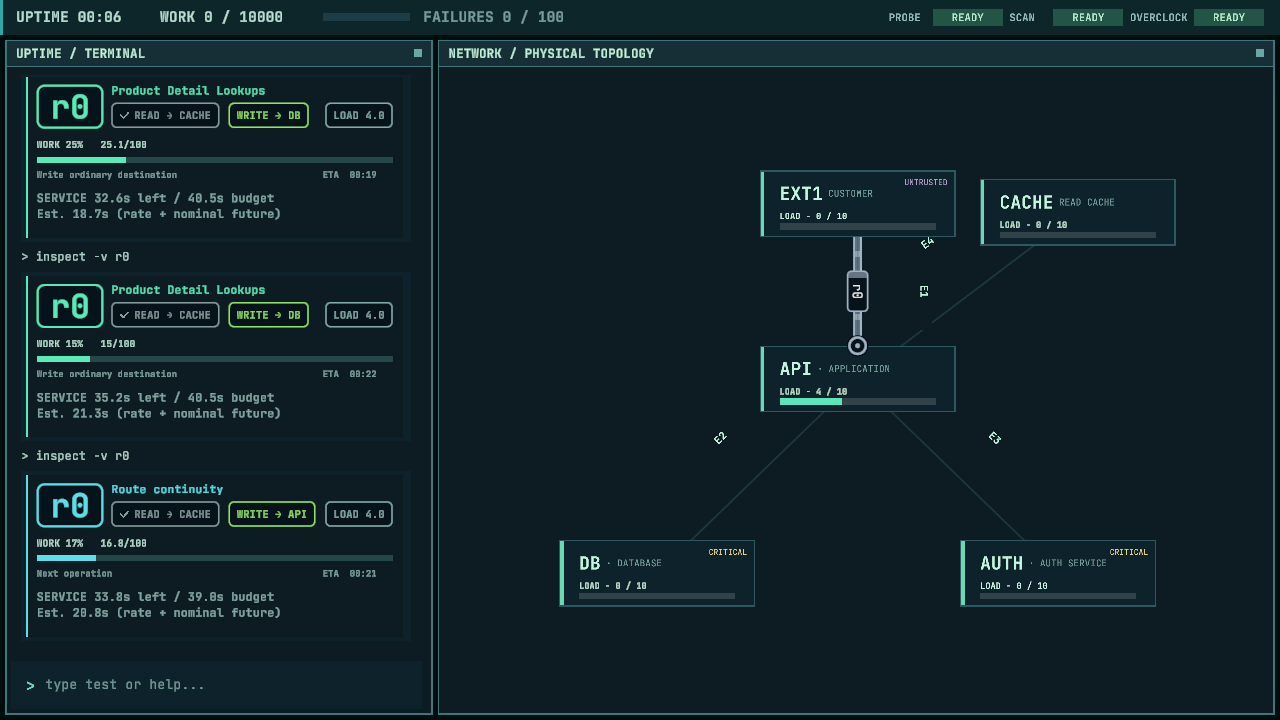 UPTIME 00:06 WORK 0 / 10000 FAILURES 0 / 100 PROBE READY SCAN READY OVERCLOCK READY
UPTIME / TERMINAL
r0 Product Detail Lookups
✓ READ → CACHE WRITE → DB LOAD 4.0
WORK 25% 25.1/100
Write ordinary destination ETA 00:19
SERVICE 32.6s left / 40.5s budget
Est. 18.7s (rate + nominal future)
> inspect -v r0
r0 Product Detail Lookups
✓ READ → CACHE WRITE → DB LOAD 4.0
WORK 15% 15/100
Write ordinary destination ETA 00:22
SERVICE 35.2s left / 40.5s budget
Est. 21.3s (rate + nominal future)
> inspect -v r0
r0 Route continuity
✓ READ → CACHE WRITE → API LOAD 4.0
WORK 17% 16.8/100
Next operation ETA 00:21
SERVICE 33.8s left / 39.0s budget
Est. 20.8s (rate + nominal future)
> type test or help...
NETWORK / PHYSICAL TOPOLOGY
UNTRUSTED
EXT1 CUSTOMER
LOAD - 0 / 10
CACHE READ CACHE
LOAD - 0 / 10
E4
E1
r0
API · APPLICATION
LOAD - 4 / 10
E2
E3
CRITICAL
DB · DATABASE
LOAD - 0 / 10
CRITICAL
AUTH · AUTH SERVICE
LOAD - 0 / 10